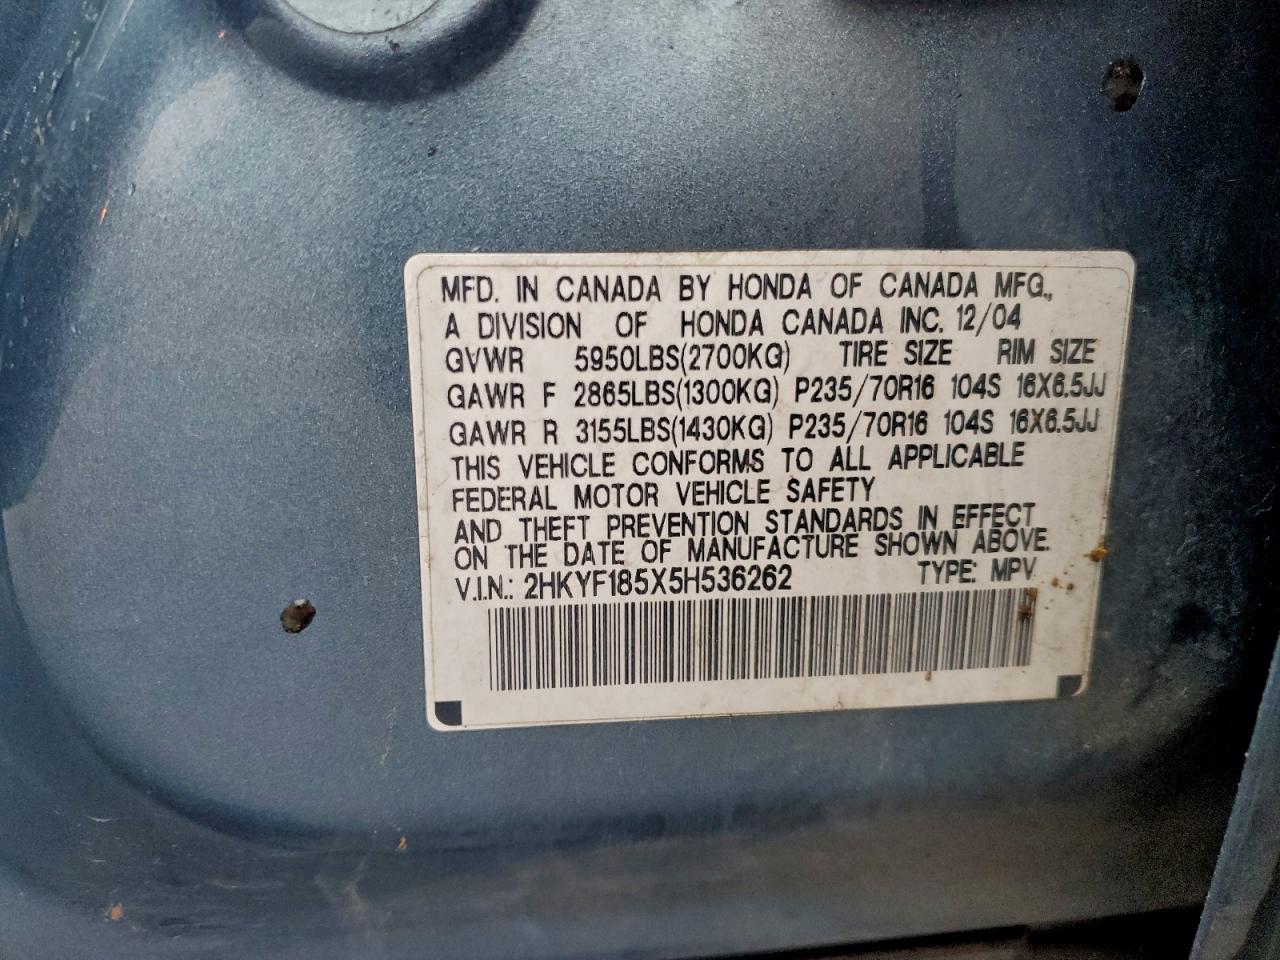 MFD. IN CANADA BY HONDA OF CANADA MFG.,
A DIVISION OF HONDA CANADA INC. 12/04
GVWR 5950LBS(2700KG) TIRE SIZE RIM SIZE
GAWR F 2865LBS(1300KG) P235/70R16 104S 16X6.5JJ
GAWR R 3155LBS(1430KG) P235/70R16 104S 16X6.5JJ
THIS VEHICLE CONFORMS TO ALL APPLICABLE
FEDERAL MOTOR VEHICLE SAFETY
AND THEFT PREVENTION STANDARDS IN EFFECT
ON THE DATE OF MANUFACTURE SHOWN ABOVE.
V.I.N.: 2HKYF185X5H536262 TYPE: MPV